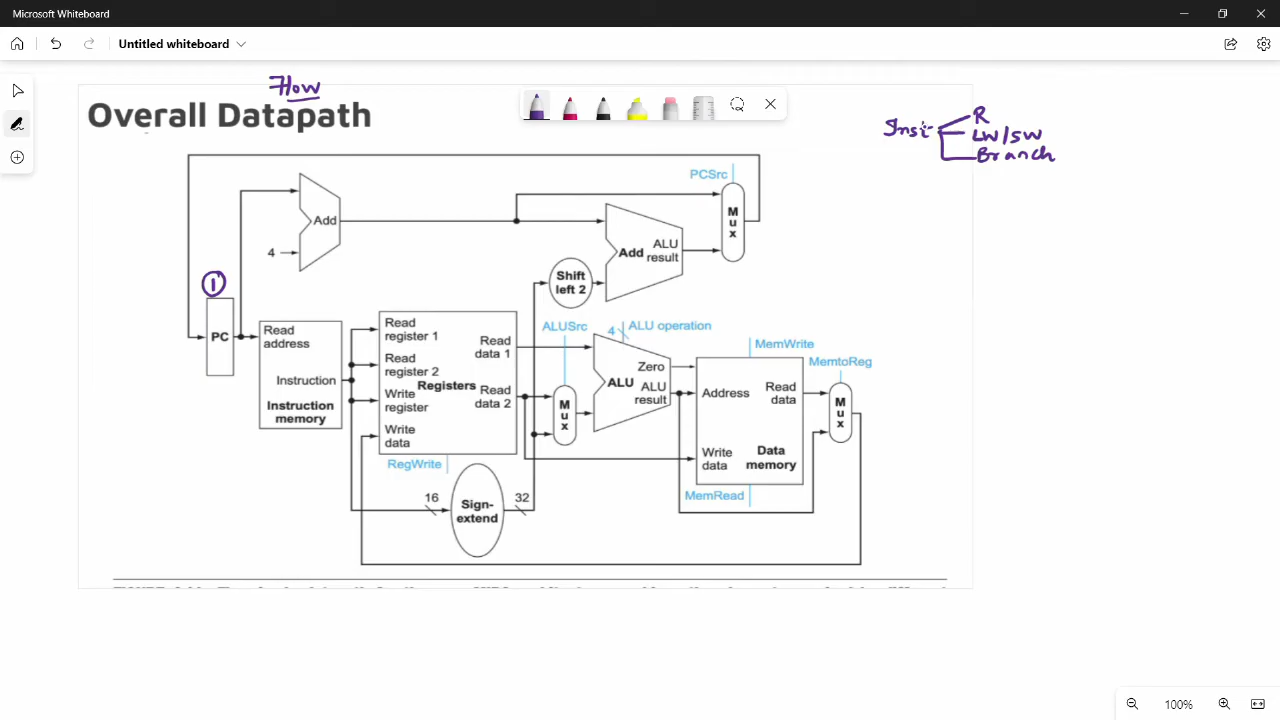 Microsoft Whiteboard
Untitled whiteboard
Flow
Overall Datapath
Inst
R
LW/SW
Branch
PCSrc
M
u
x
Add
4
Add
ALU
result
Shift
left 2
1
PC
Read
address
Instruction
Instruction
memory
Read
register 1
Read
register 2
Write
register
Write
data
Registers
Read
data 1
Read
data 2
RegWrite
ALUSrc
M
u
x
4
ALU operation
Zero
ALU
ALU
result
MemWrite
Address
Read
data
Write
data
Data
memory
MemRead
MemtoReg
M
u
x
16
Sign-
extend
32
100%